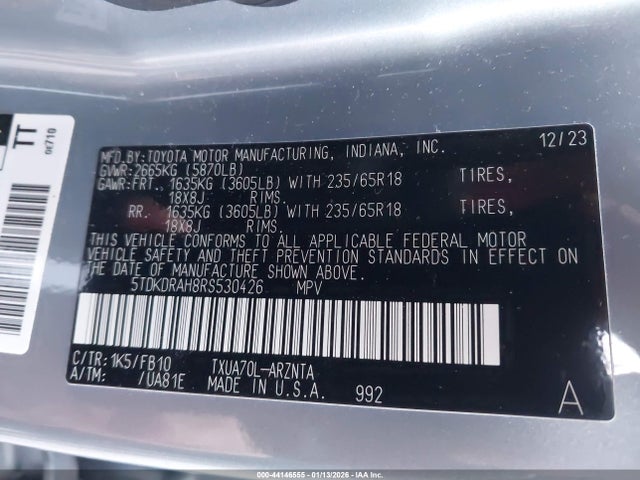 TT
0E710
MFD.BY:TOYOTA MOTOR MANUFACTURING, INDIANA, INC. 12/23
GVWR:2665KG (5870LB)
GAWR:FRT. 1635KG (3605LB) WITH 235/65R18 TIRES,
18X8J RIMS.
RR. 1635KG (3605LB) WITH 235/65R18 TIRES,
18X8J RIMS.
THIS VEHICLE CONFORMS TO ALL APPLICABLE FEDERAL MOTOR
VEHICLE SAFETY AND THEFT PREVENTION STANDARDS IN EFFECT
ON THE DATE OF MANUFACTURE SHOWN ABOVE.
5TDKDRAH8RS530426 MPV
C/TR: 1K5/FB10 TXUA70L-ARZNTA
A/TM: /UA81E MADE IN U.S.A. 992 A
000-44146555 - 01/13/2026 - IAA Inc.